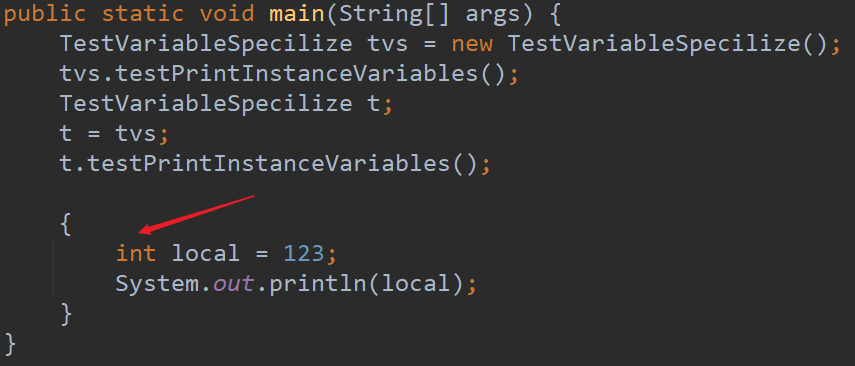 public static void main(String[] args) {
    TestVariableSpecilize tvs = new TestVariableSpecilize();
    tvs.testPrintInstanceVariables();
    TestVariableSpecilize t;
    t = tvs;
    t.testPrintInstanceVariables();
    {
        int local = 123;
        System.out.println(local);
    }
}